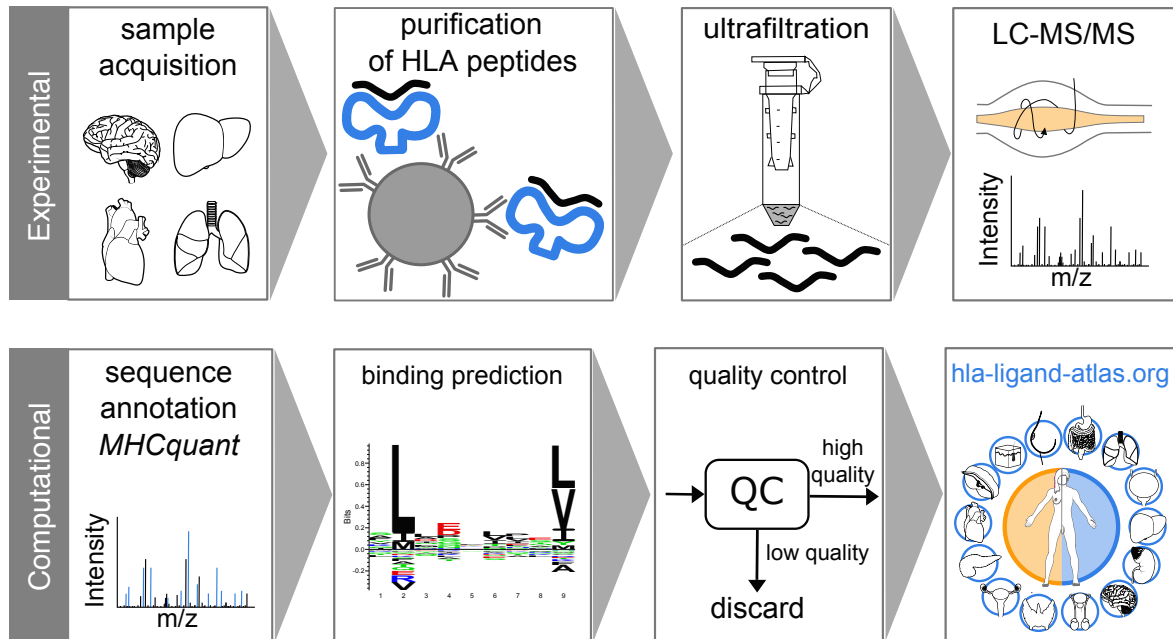 Experimental
sample
acquisition
purification
of HLA peptides
ultrafiltration
LC-MS/MS
Intensity
m/z
Computational
sequence
annotation
MHCquant
Intensity
m/z
binding prediction
Bits
0.8
0.6
0.4
0.2
0.0
-0.2
L
L
V
I
1 2 3 4 5 6 7 8 9
quality control
QC
high
quality
low quality
discard
hla-ligand-atlas.org